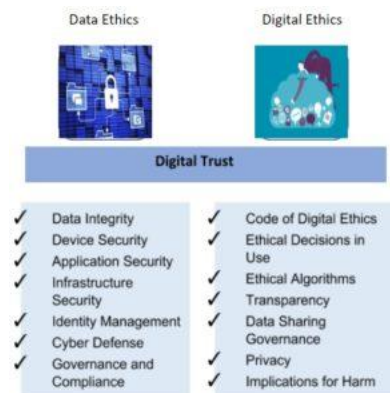 Data Ethics
Digital Ethics
Digital Trust
Data Integrity
Device Security
Application Security
Infrastructure
Security
Identity Management
Cyber Defense
Governance and
Compliance
Code of Digital Ethics
Ethical Decisions in
Use
Ethical Algorithms
Transparency
Data Sharing
Governance
Privacy
Implications for Harm